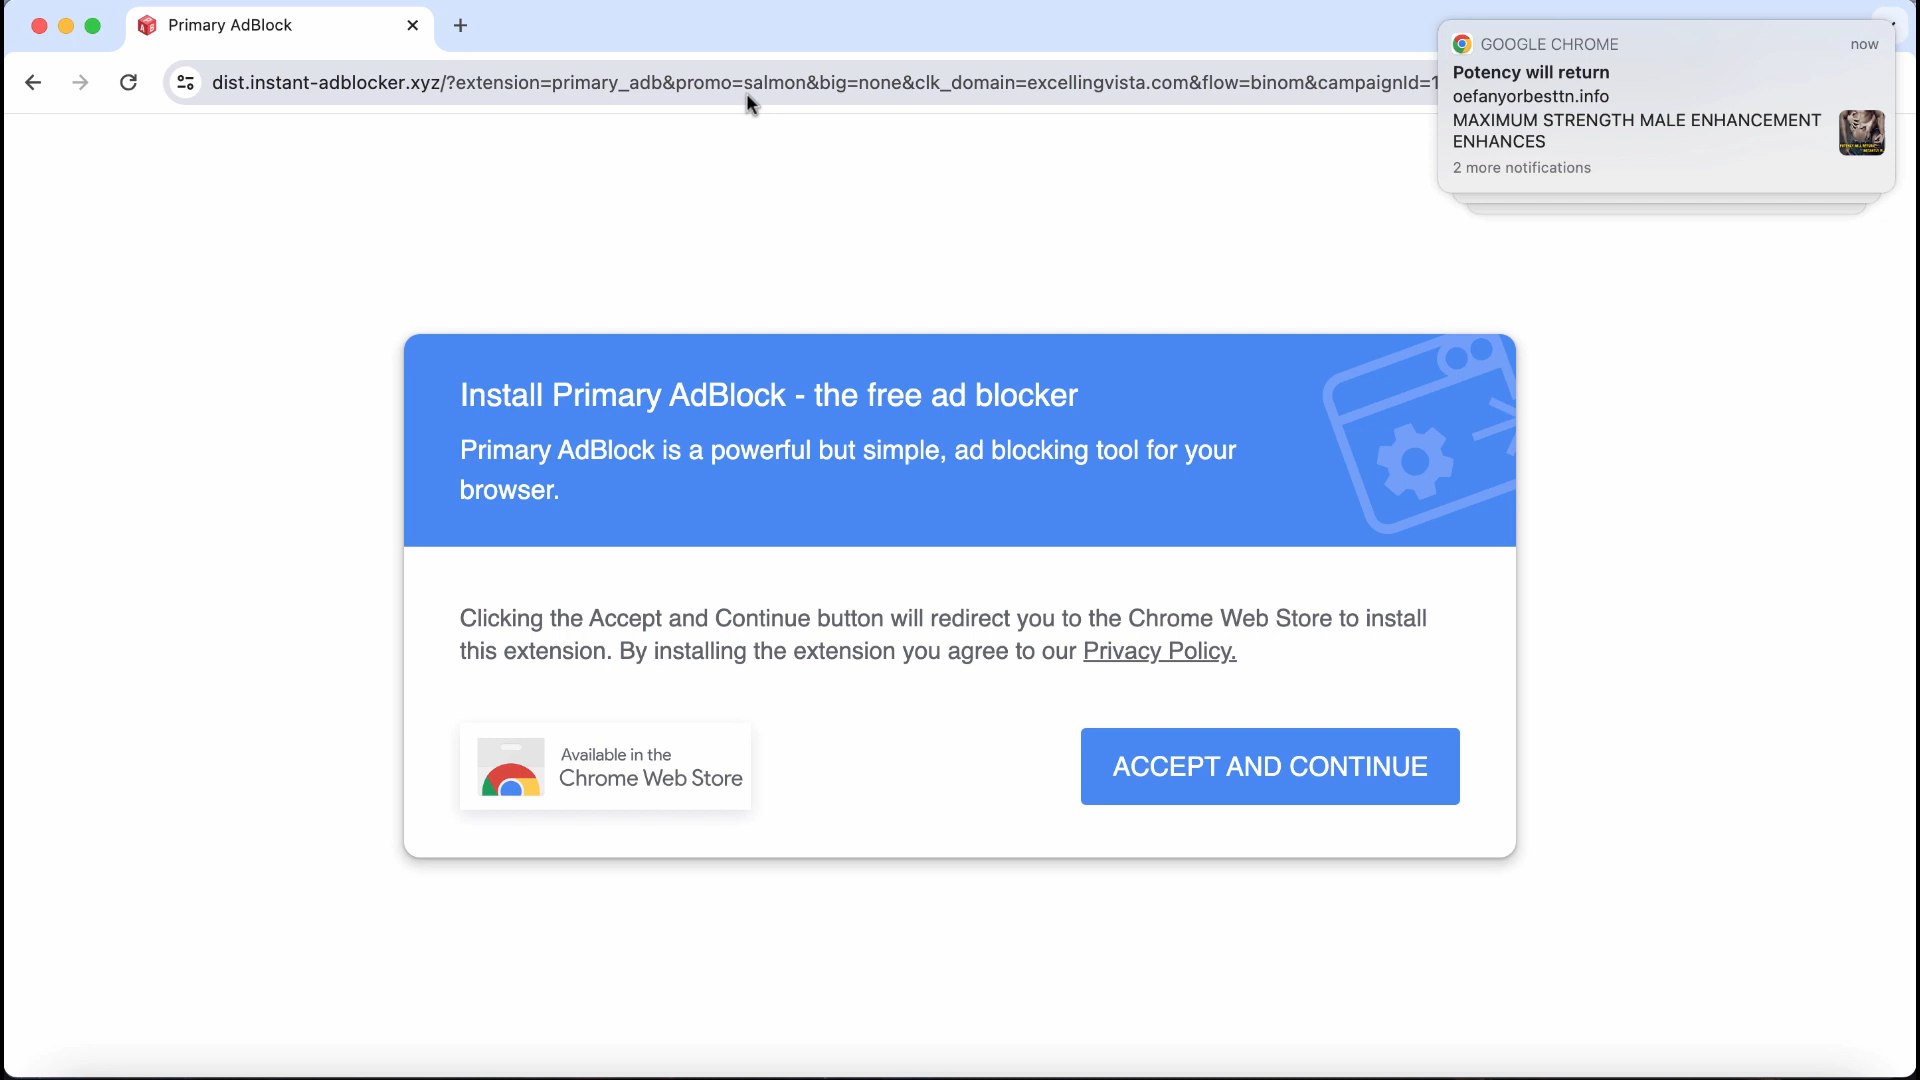 Primary AdBlock
dist.instant-adblocker.xyz/?extension=primary_adb&promo=salmon&big=none&clk_domain=excellingvista.com&flow=binom&campaignId=1
GOOGLE CHROME
now
Potency will return
oefanyorbesttn.info
MAXIMUM STRENGTH MALE ENHANCEMENT
ENHANCES
2 more notifications
Install Primary AdBlock - the free ad blocker
Primary AdBlock is a powerful but simple, ad blocking tool for your
browser.
Clicking the Accept and Continue button will redirect you to the Chrome Web Store to install
this extension. By installing the extension you agree to our Privacy Policy.
Available in the
Chrome Web Store
ACCEPT AND CONTINUE